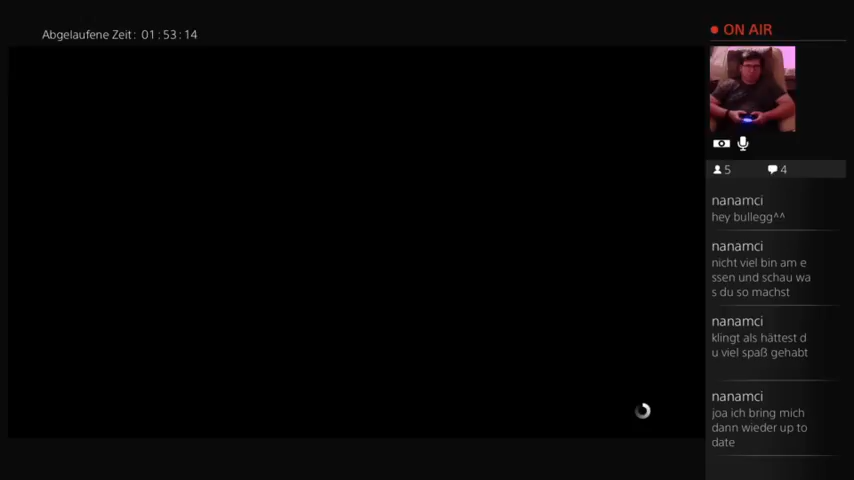 Abgelaufene Zeit: 01:53:14
ON AIR
5
4
nanamci
hey bullegg^^
nanamci
nicht viel bin am e
ssen und schau wa
s du so machst
nanamci
klingt als hättest d
u viel spaß gehabt
nanamci
joa ich bring mich
dann wieder up to
date